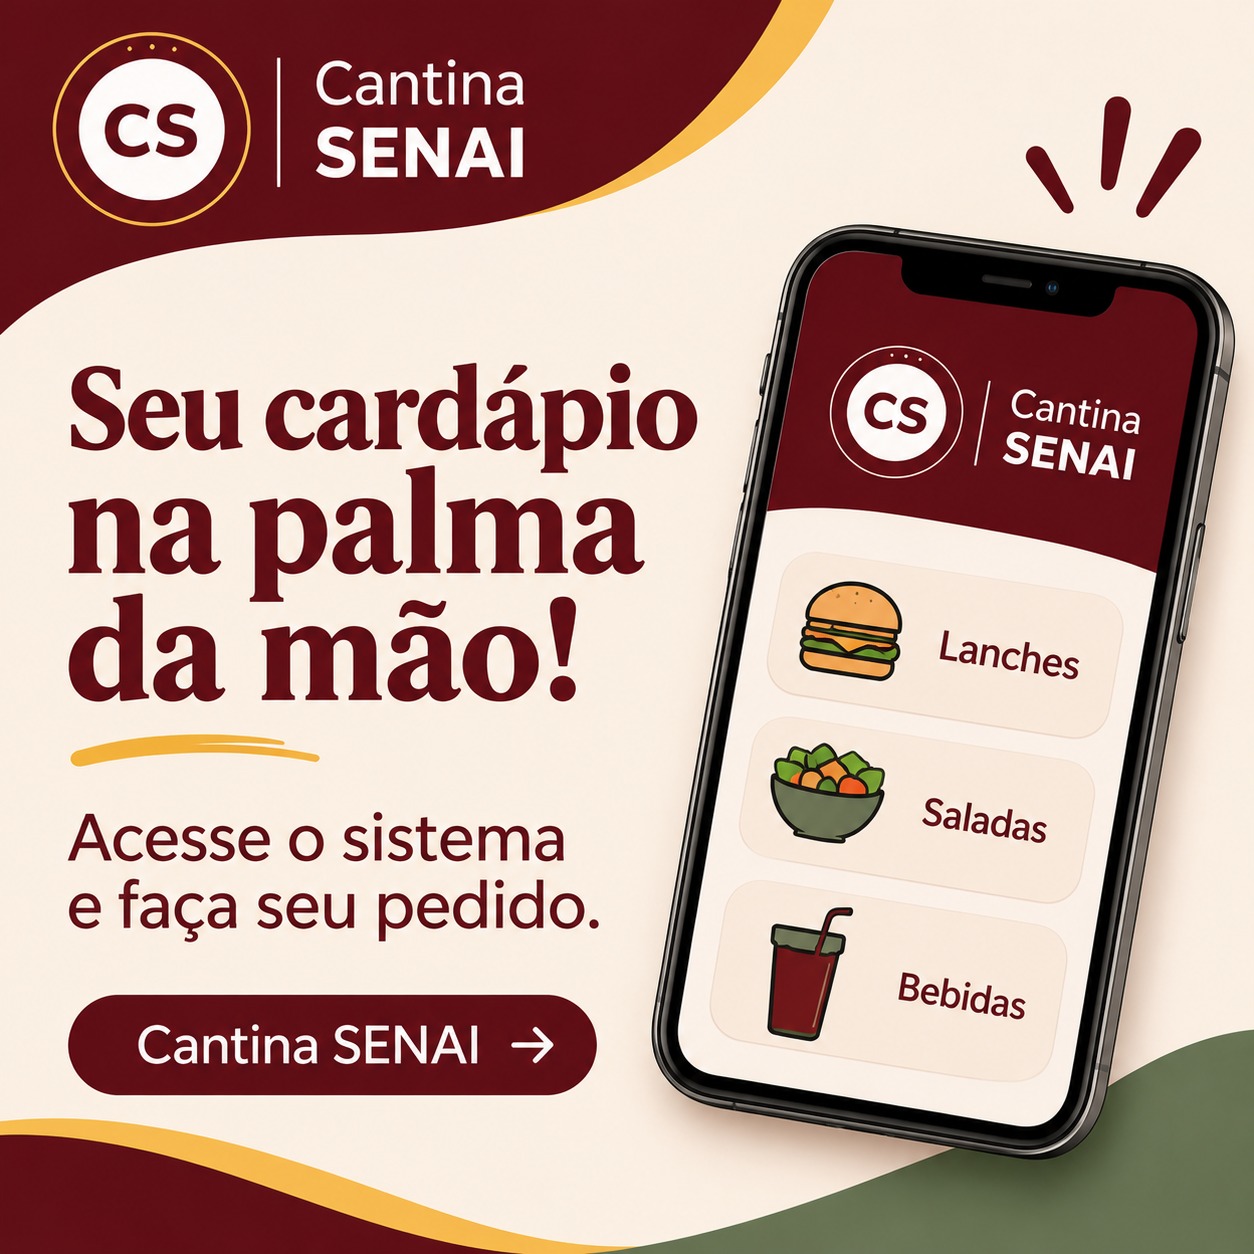 CS
Cantina
SENAI
Seu cardápio
na palma
da mão!
Acesse o sistema
e faça seu pedido.
Cantina SENAI →
CS
Cantina
SENAI
Lanches
Saladas
Bebidas